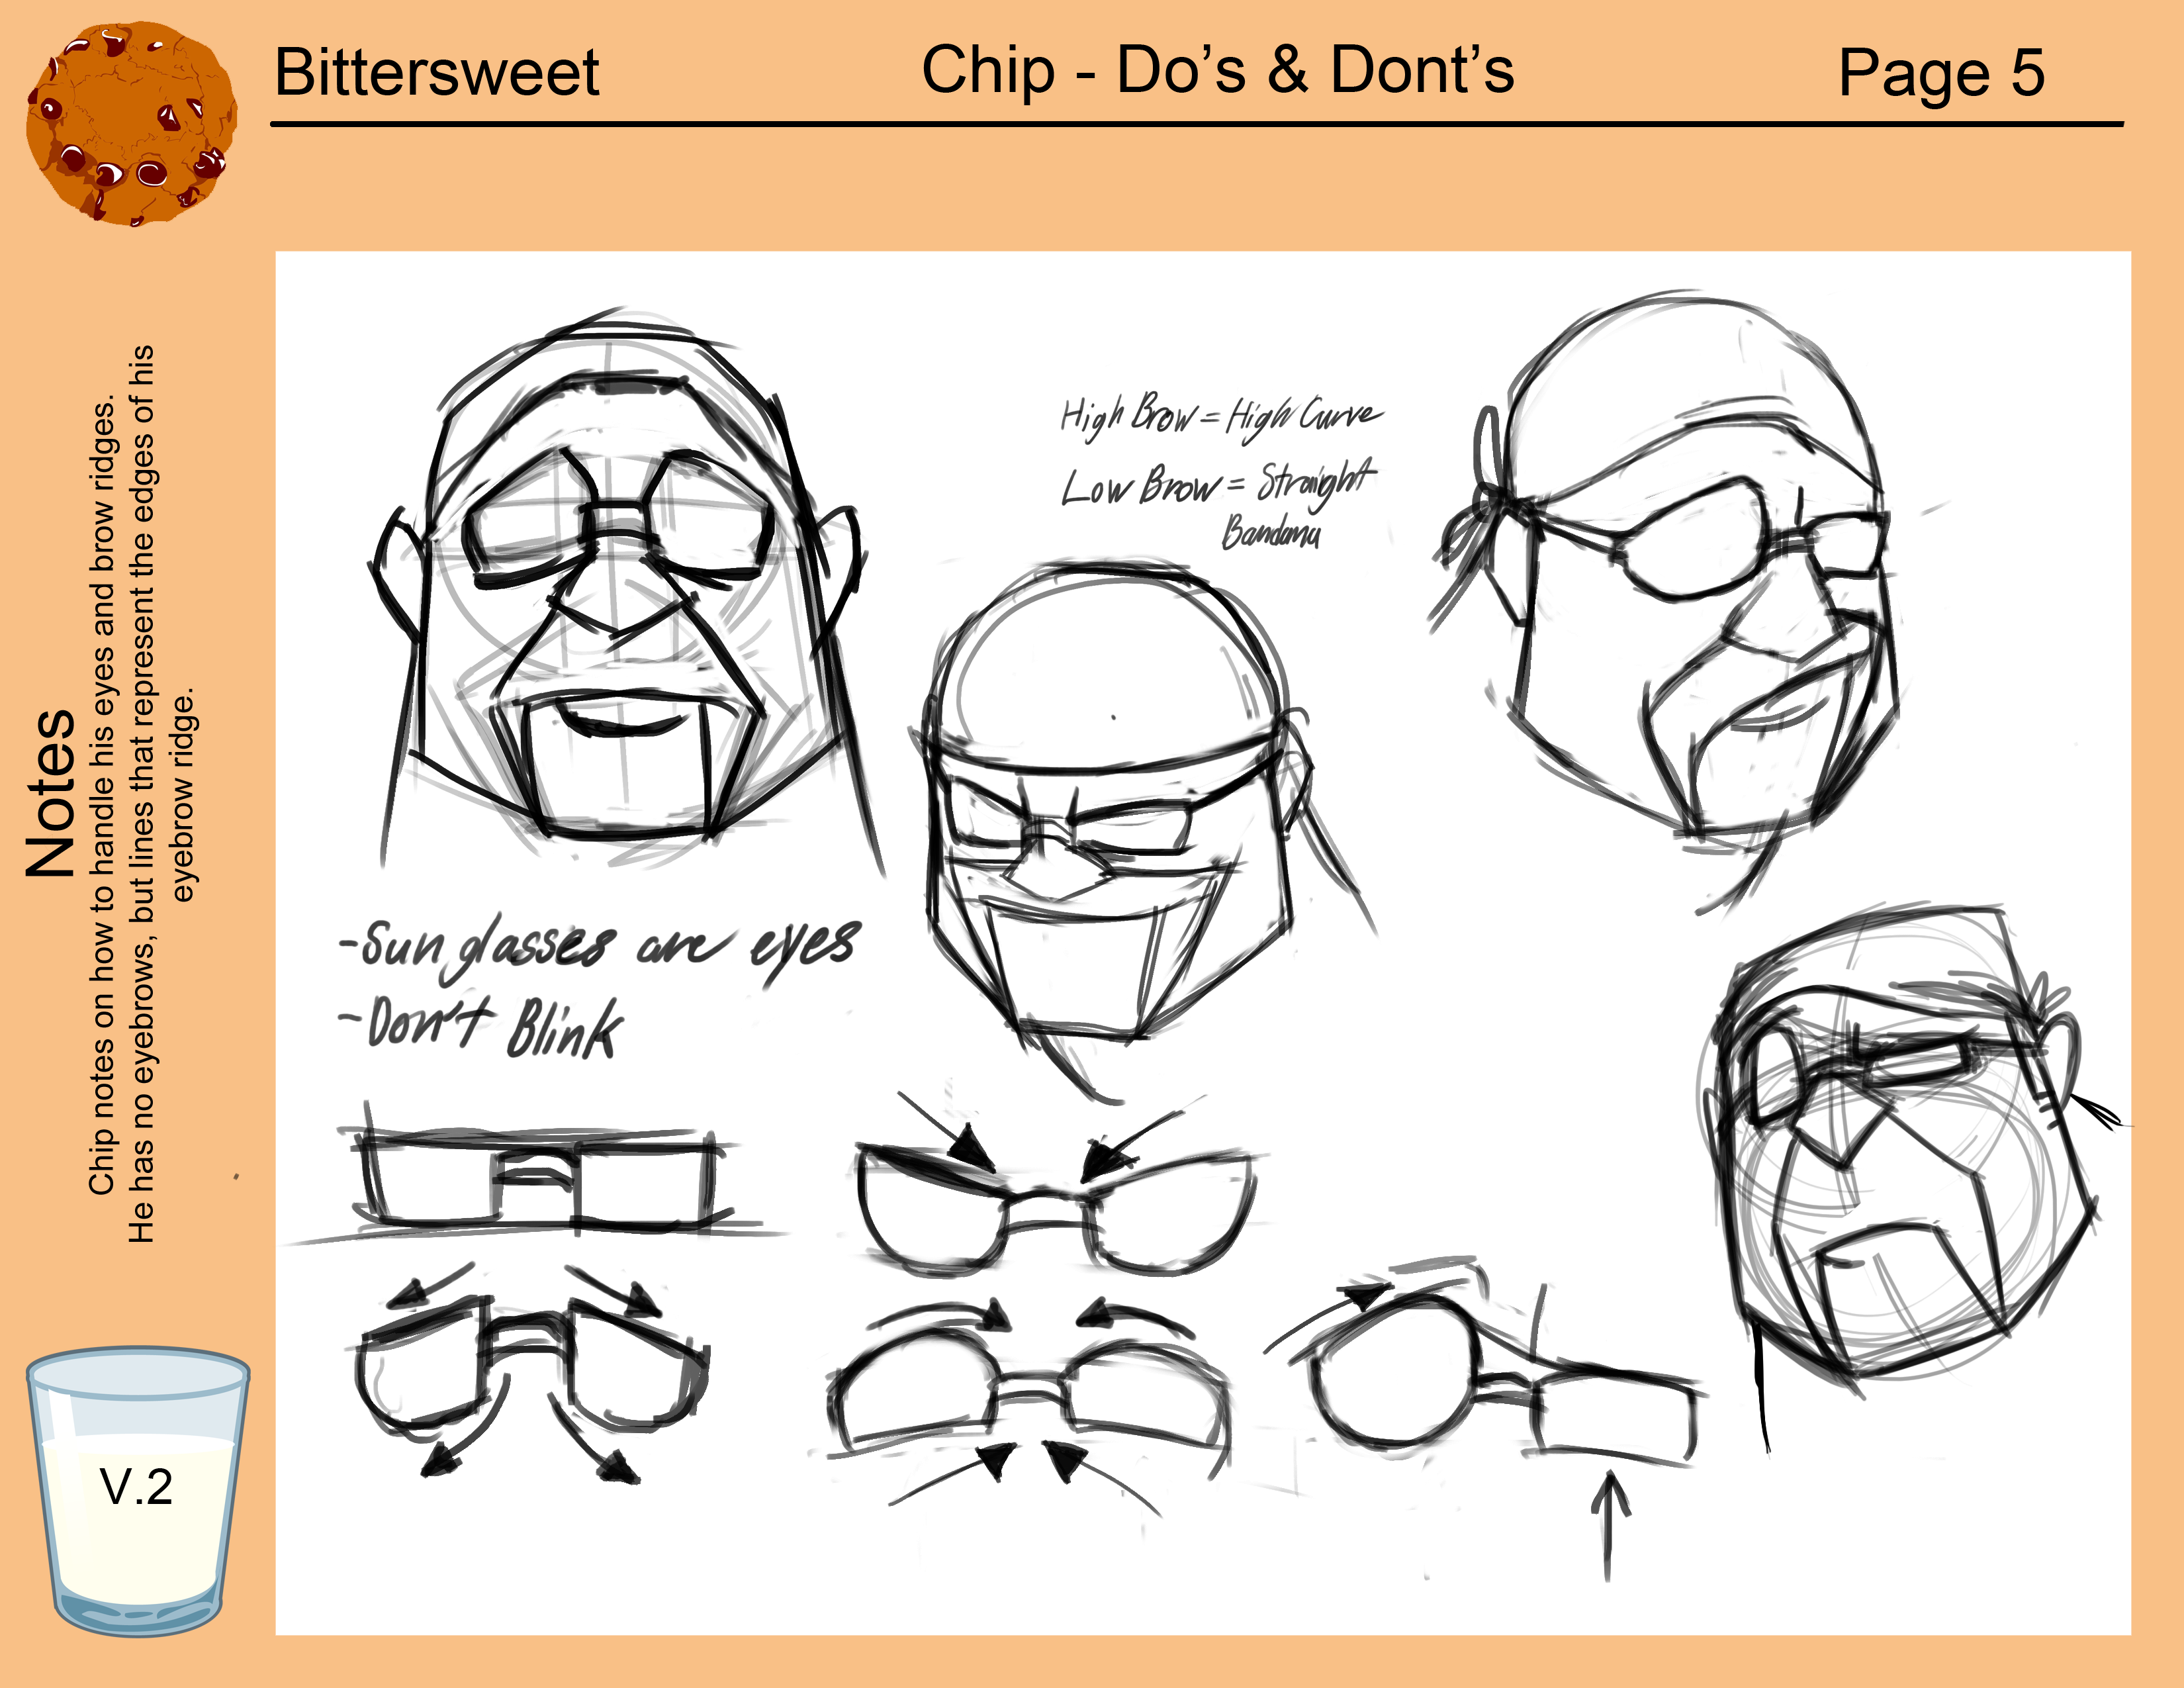 Bittersweet
Chip - Do’s & Dont’s
Page 5
Notes
Chip notes on how to handle his eyes and brow ridges.
He has no eyebrows, but lines that represent the edges of his
eyebrow ridge.
High Brow = High Curve
Low Brow = Straight
Bandana
-Sunglasses are eyes
-Don't Blink
V.2